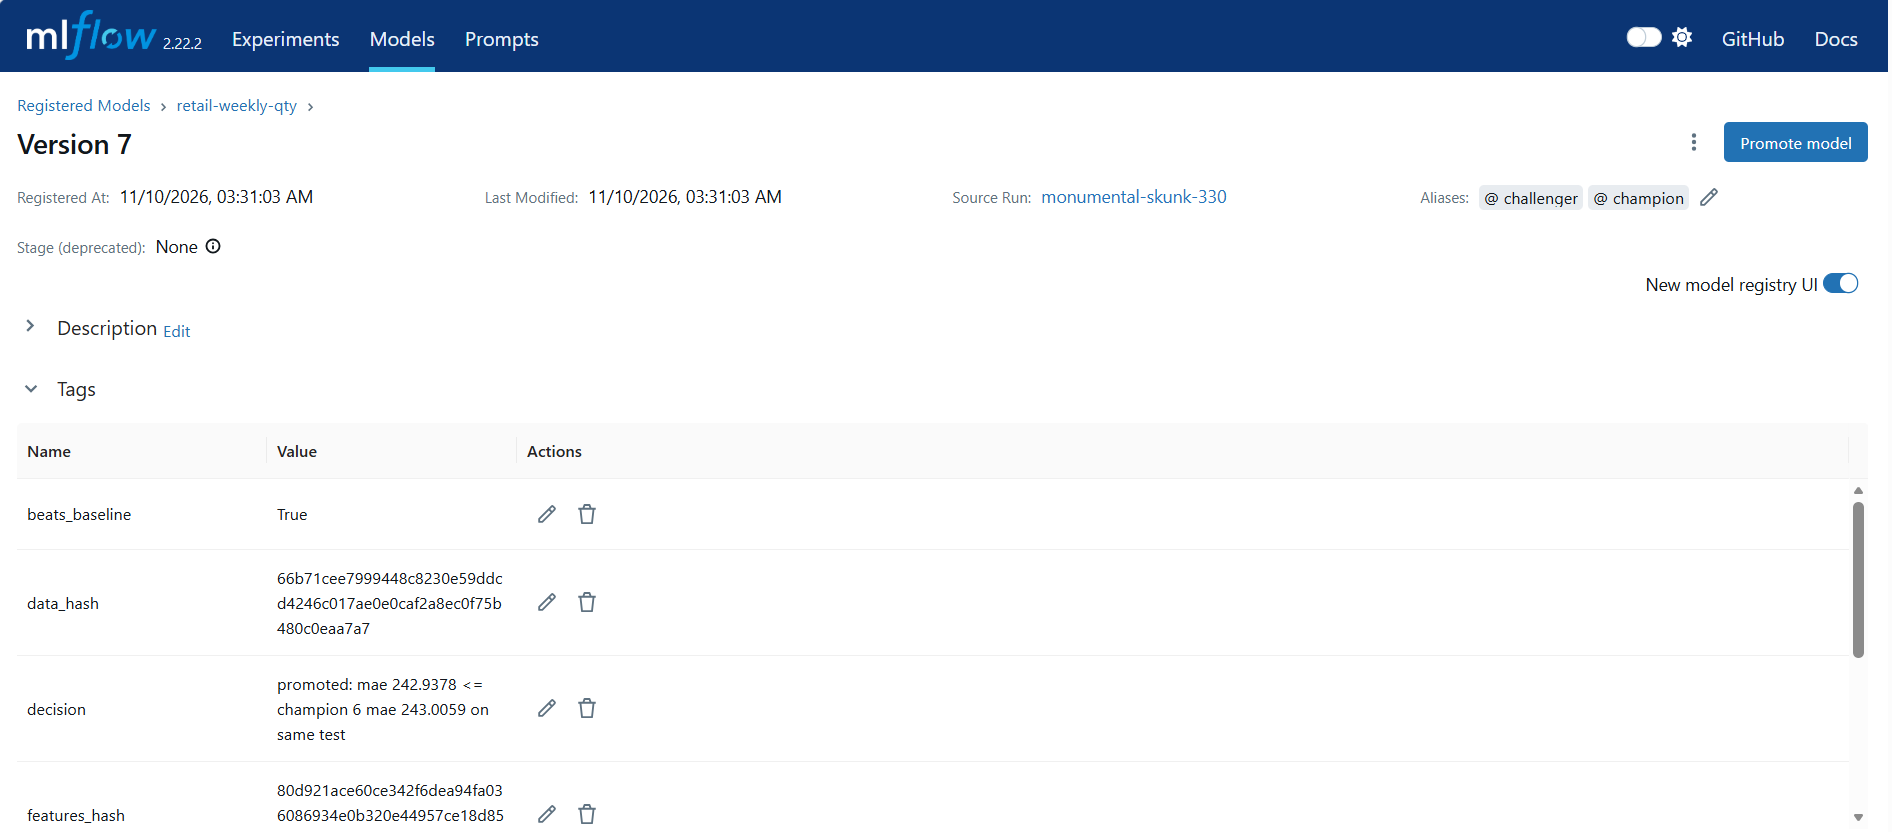 mlflow 2.22.2 Experiments Models Prompts GitHub Docs
Registered Models > retail-weekly-qty >
Version 7
Promote model
Registered At: 11/10/2026, 03:31:03 AM Last Modified: 11/10/2026, 03:31:03 AM Source Run: monumental-skunk-330 Aliases: @ challenger @ champion
Stage (deprecated): None
New model registry UI
Description Edit
Tags
Name Value Actions
beats_baseline True
data_hash 66b71cee7999448c8230e59ddc
d4246c017ae0e0caf2a8ec0f75b
480c0eaa7a7
decision promoted: mae 242.9378 <=
champion 6 mae 243.0059 on
same test
features_hash 80d921ace60ce342f6dea94fa03
6086934e0b320e44957ce18d85